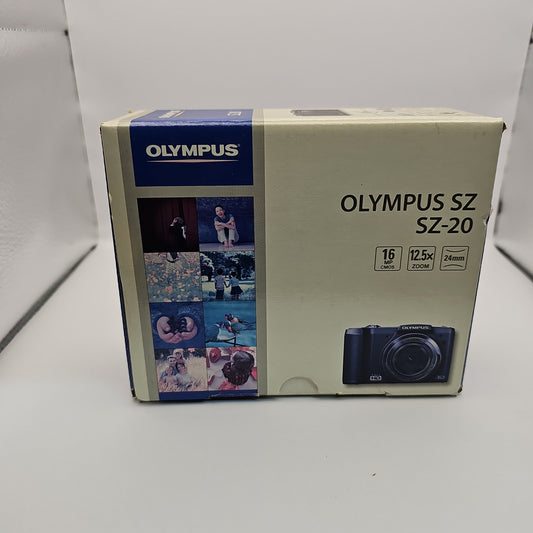 OLYMPUS
OLYMPUS SZ
SZ-20
16
MP
CMOS
12.5x
ZOOM
24mm
OLYMPUS